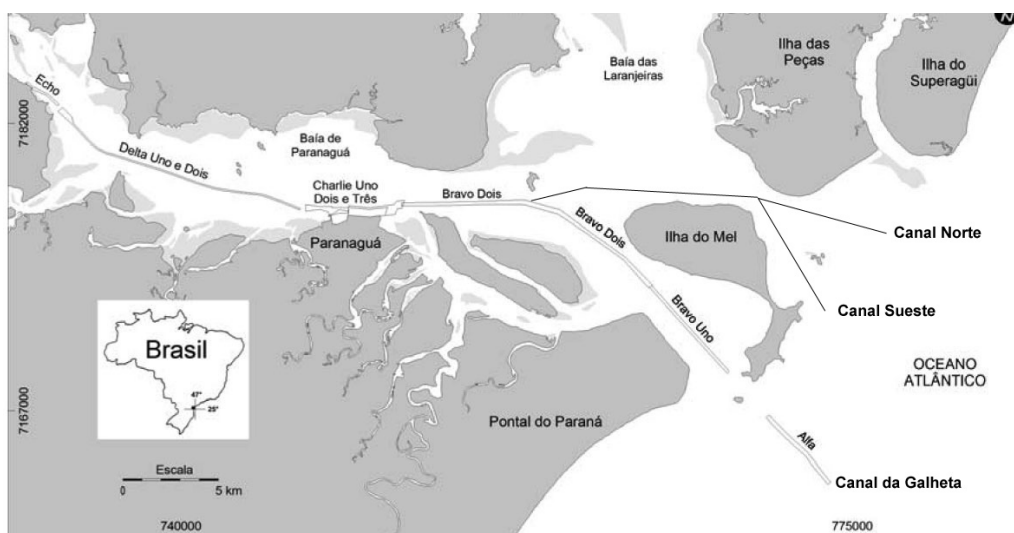 N
Ilha das
Peças
Ilha do
Superagüi
Baía das
Laranjeiras
Echo
7182000
Baía de
Paranaguá
Delta Uno e Dois
Charlie Uno
Dois e Três
Bravo Dois
Paranaguá
Bravo Dois
Ilha do Mel
Canal Norte
Bravo Uno
Canal Sueste
Brasil
47°
25°
OCEANO
ATLÂNTICO
7167000
Pontal do Paraná
Alfa
Escala
0 5 km
Canal da Galheta
740000
775000